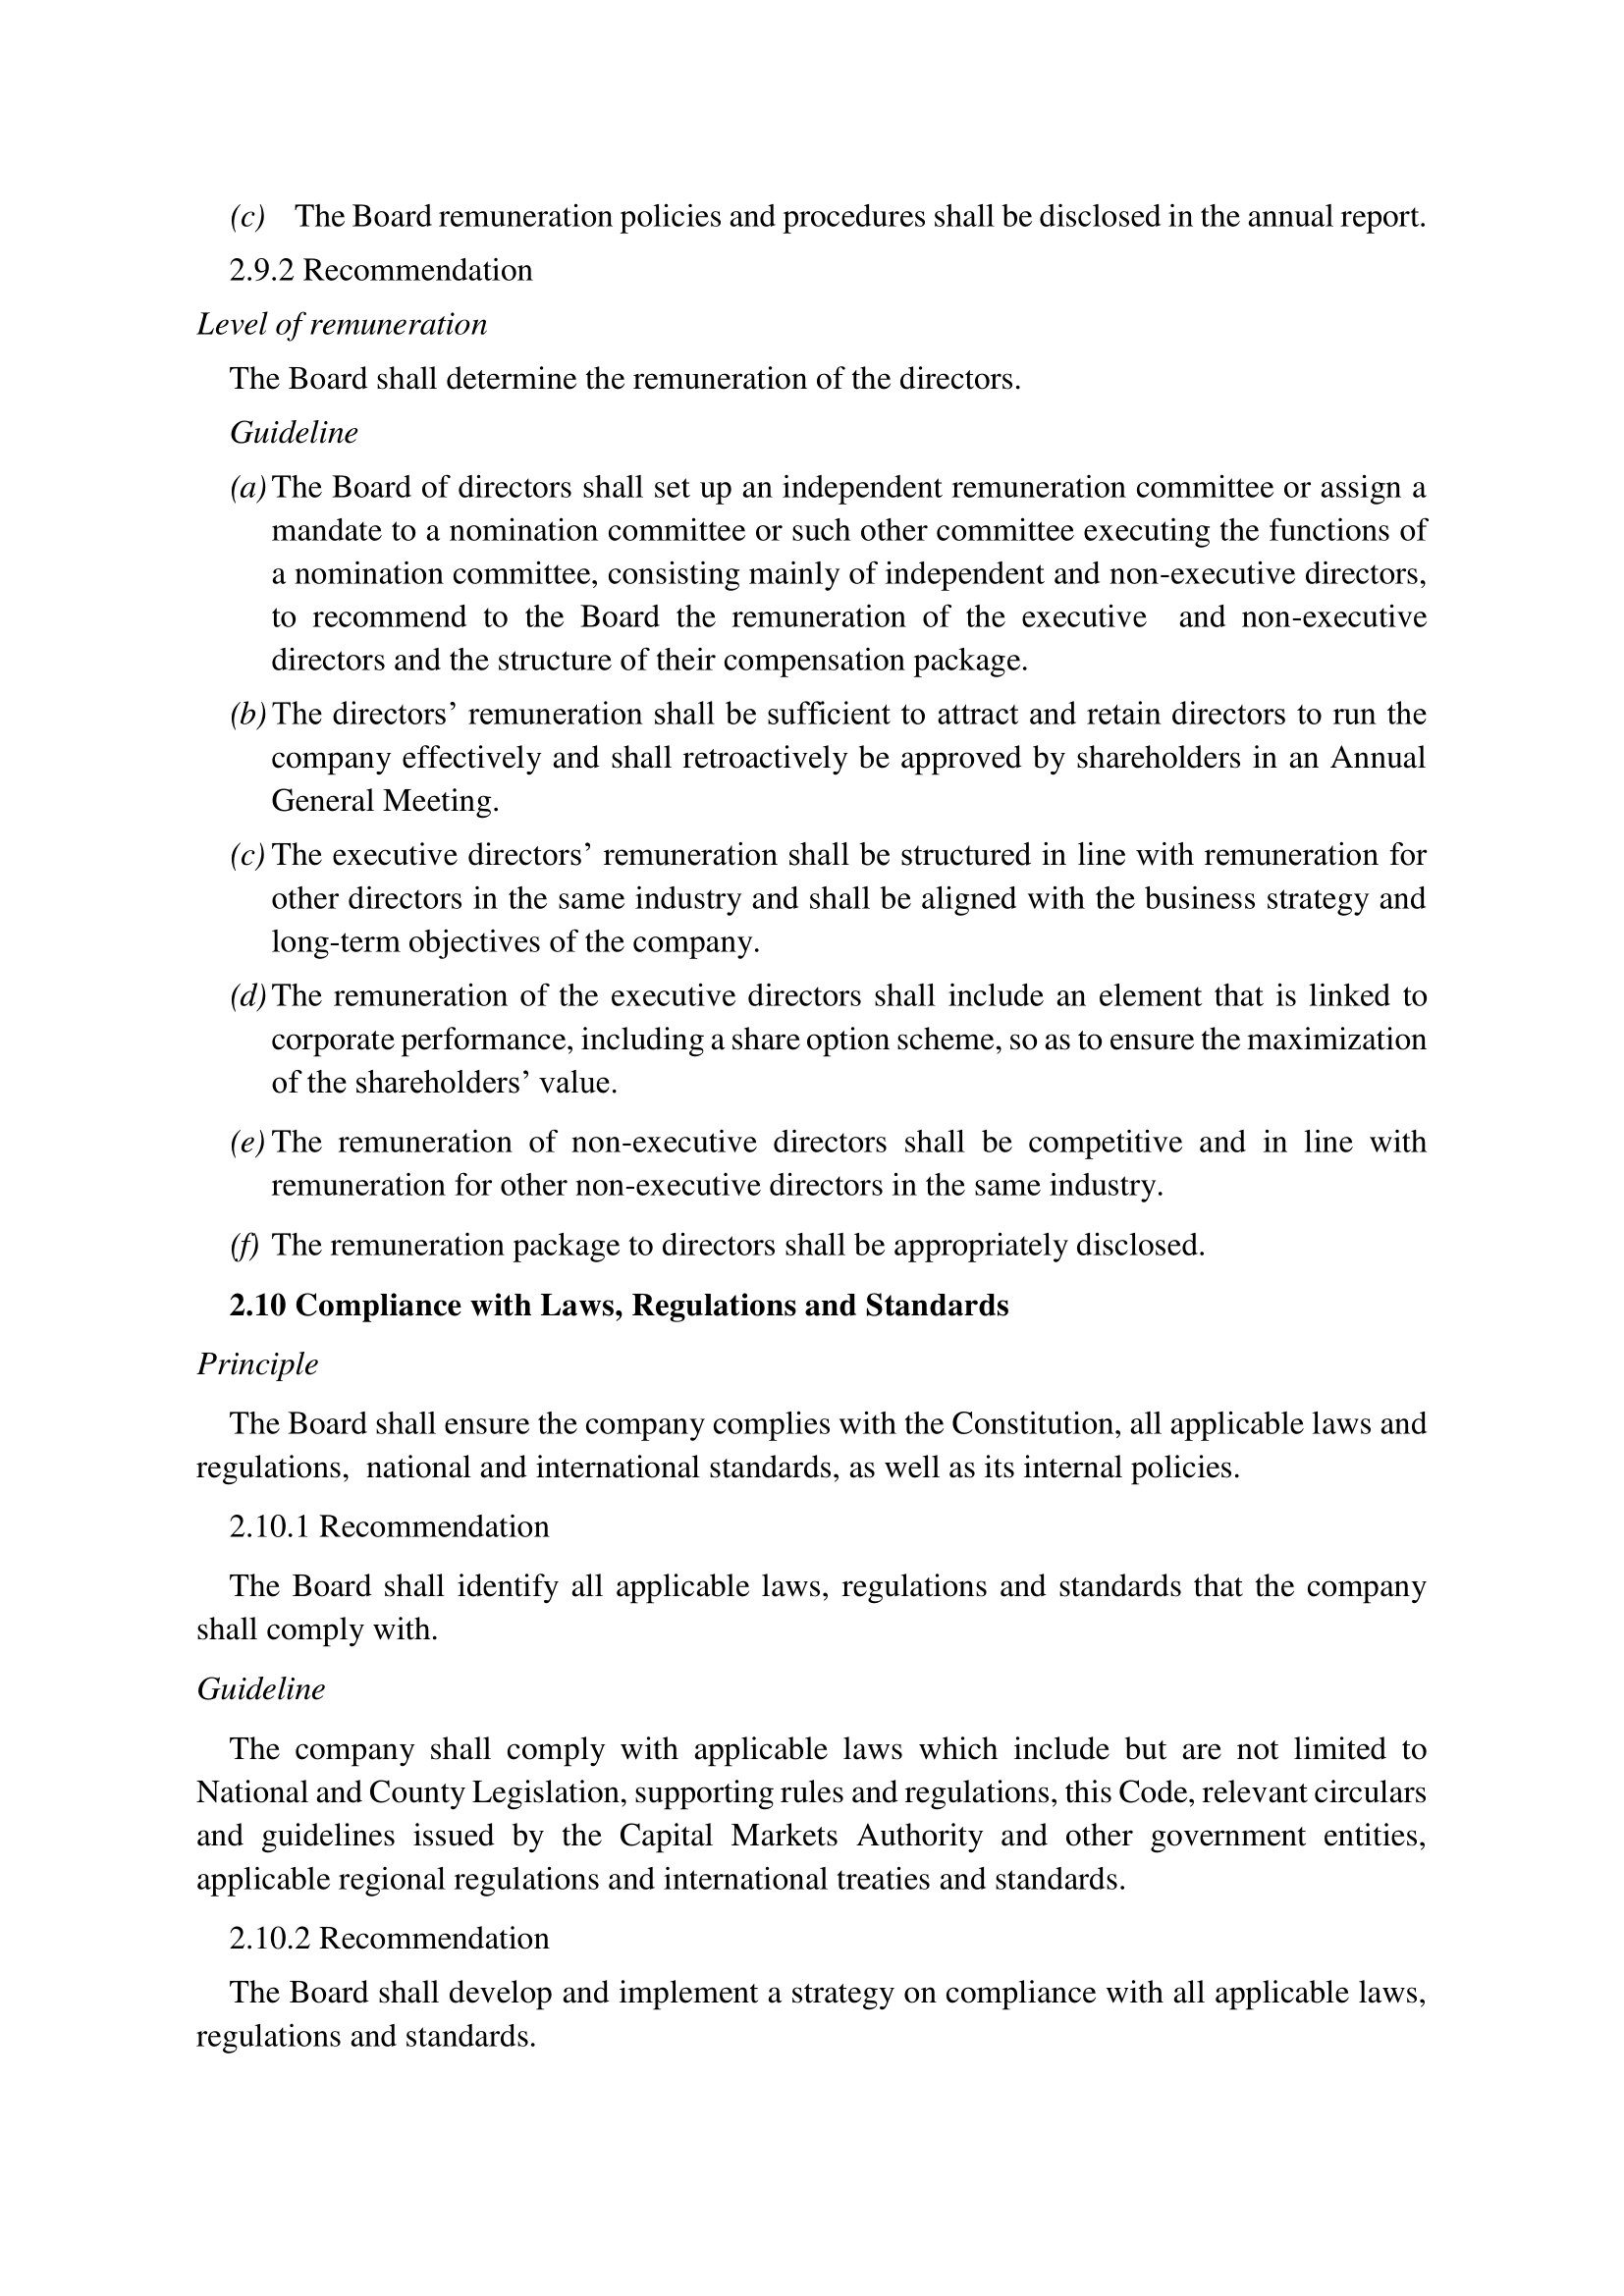 (c) The Board remuneration policies and procedures shall be disclosed in the annual report.
2.9.2 Recommendation
Level of remuneration
The Board shall determine the remuneration of the directors.
Guideline
(a) The Board of directors shall set up an independent remuneration committee or assign a
mandate to a nomination committee or such other committee executing the functions of
a nomination committee, consisting mainly of independent and non-executive directors,
to recommend to the Board the remuneration of the executive and non-executive
directors and the structure of their compensation package.
(b) The directors’ remuneration shall be sufficient to attract and retain directors to run the
company effectively and shall retroactively be approved by shareholders in an Annual
General Meeting.
(c) The executive directors’ remuneration shall be structured in line with remuneration for
other directors in the same industry and shall be aligned with the business strategy and
long-term objectives of the company.
(d) The remuneration of the executive directors shall include an element that is linked to
corporate performance, including a share option scheme, so as to ensure the maximization
of the shareholders’ value.
(e) The remuneration of non-executive directors shall be competitive and in line with
remuneration for other non-executive directors in the same industry.
(f) The remuneration package to directors shall be appropriately disclosed.
2.10 Compliance with Laws, Regulations and Standards
Principle
The Board shall ensure the company complies with the Constitution, all applicable laws and
regulations, national and international standards, as well as its internal policies.
2.10.1 Recommendation
The Board shall identify all applicable laws, regulations and standards that the company
shall comply with.
Guideline
The company shall comply with applicable laws which include but are not limited to
National and County Legislation, supporting rules and regulations, this Code, relevant circulars
and guidelines issued by the Capital Markets Authority and other government entities,
applicable regional regulations and international treaties and standards.
2.10.2 Recommendation
The Board shall develop and implement a strategy on compliance with all applicable laws,
regulations and standards.